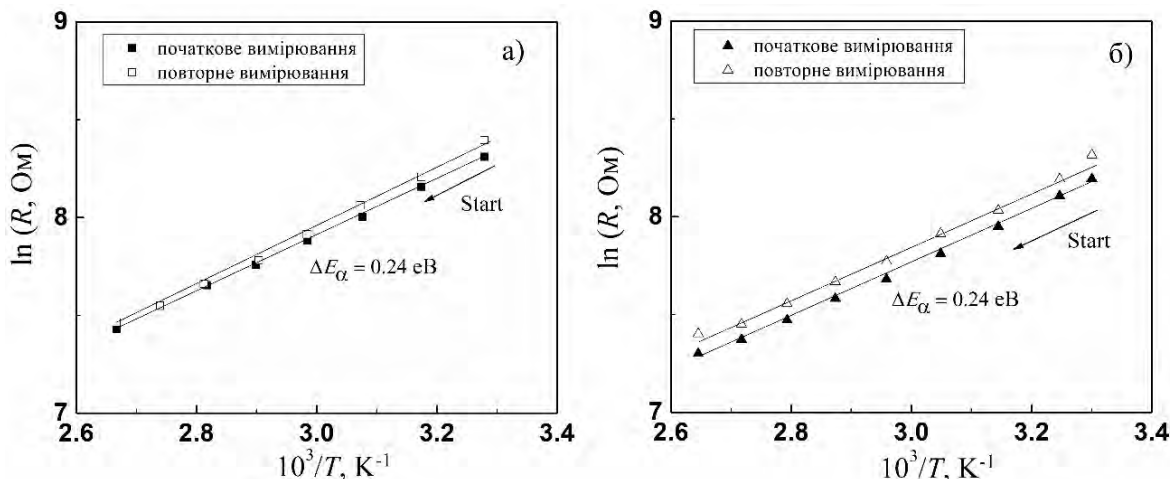 9
■ початкове вимірювання
□ повторне вимірювання
а)
ln (R, Ом)
8
Start
ΔEα = 0.24 еВ
7
2.6 2.8 3.0 3.2 3.4
10³/T, K⁻¹
9
▲ початкове вимірювання
△ повторне вимірювання
б)
ln (R, Ом)
8
Start
ΔEα = 0.24 еВ
7
2.6 2.8 3.0 3.2 3.4
10³/T, K⁻¹